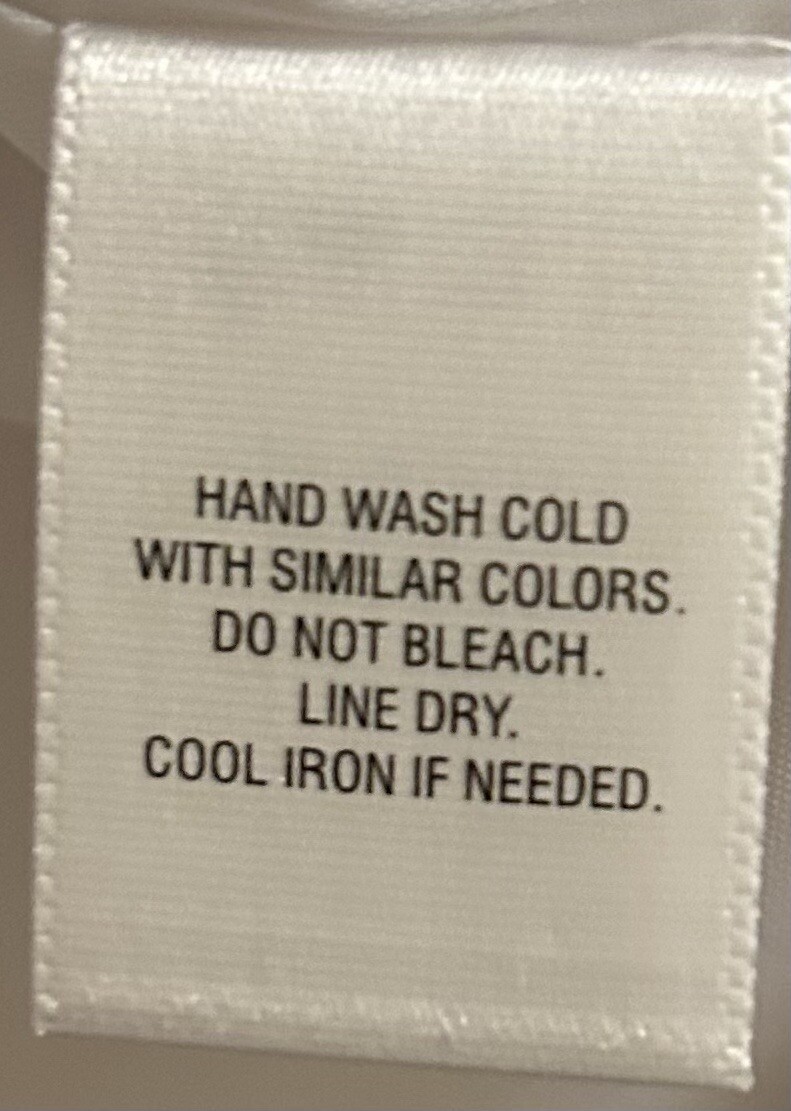 HAND WASH COLD
WITH SIMILAR COLORS.
DO NOT BLEACH.
LINE DRY.
COOL IRON IF NEEDED.